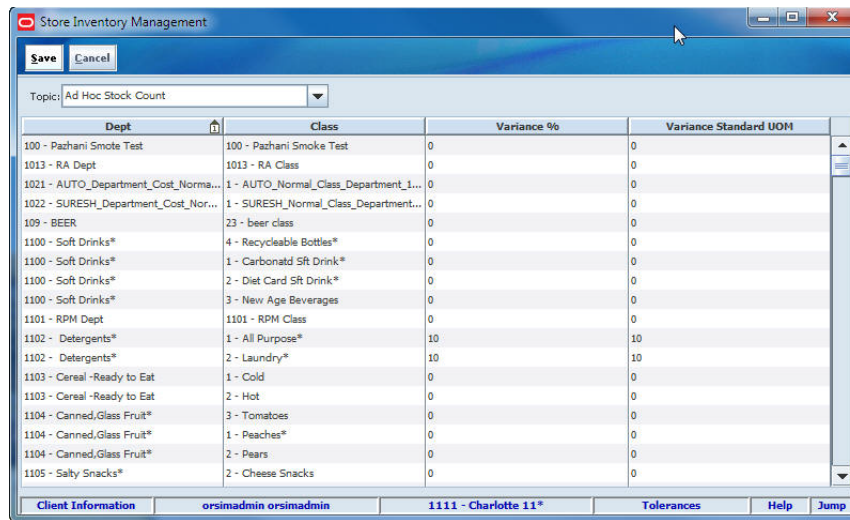 Store Inventory Management
Save Cancel
Topic: Ad Hoc Stock Count
Dept 1 Class Variance % Variance Standard UOM
100 - Pazhani Smote Test 100 - Pazhani Smoke Test 0 0
1013 - RA Dept 1013 - RA Class 0 0
1021 - AUTO_Department_Cost_Norma... 1 - AUTO_Normal_Class_Department_1... 0 0
1022 - SURESH_Department_Cost_Nor... 1 - SURESH_Normal_Class_Department... 0 0
109 - BEER 23 - beer class 0 0
1100 - Soft Drinks* 4 - Recycleable Bottles* 0 0
1100 - Soft Drinks* 1 - Carbonatd Sft Drink* 0 0
1100 - Soft Drinks* 2 - Diet Card Sft Drink* 0 0
1100 - Soft Drinks* 3 - New Age Beverages 0 0
1101 - RPM Dept 1101 - RPM Class 0 0
1102 - Detergents* 1 - All Purpose* 10 10
1102 - Detergents* 2 - Laundry* 10 10
1103 - Cereal -Ready to Eat 1 - Cold 0 0
1103 - Cereal -Ready to Eat 2 - Hot 0 0
1104 - Canned,Glass Fruit* 3 - Tomatoes 0 0
1104 - Canned,Glass Fruit* 1 - Peaches* 0 0
1104 - Canned,Glass Fruit* 2 - Pears 0 0
1105 - Salty Snacks* 2 - Cheese Snacks 0 0
Client Information orsimadmin orsimadmin 1111 - Charlotte 11* Tolerances Help Jump